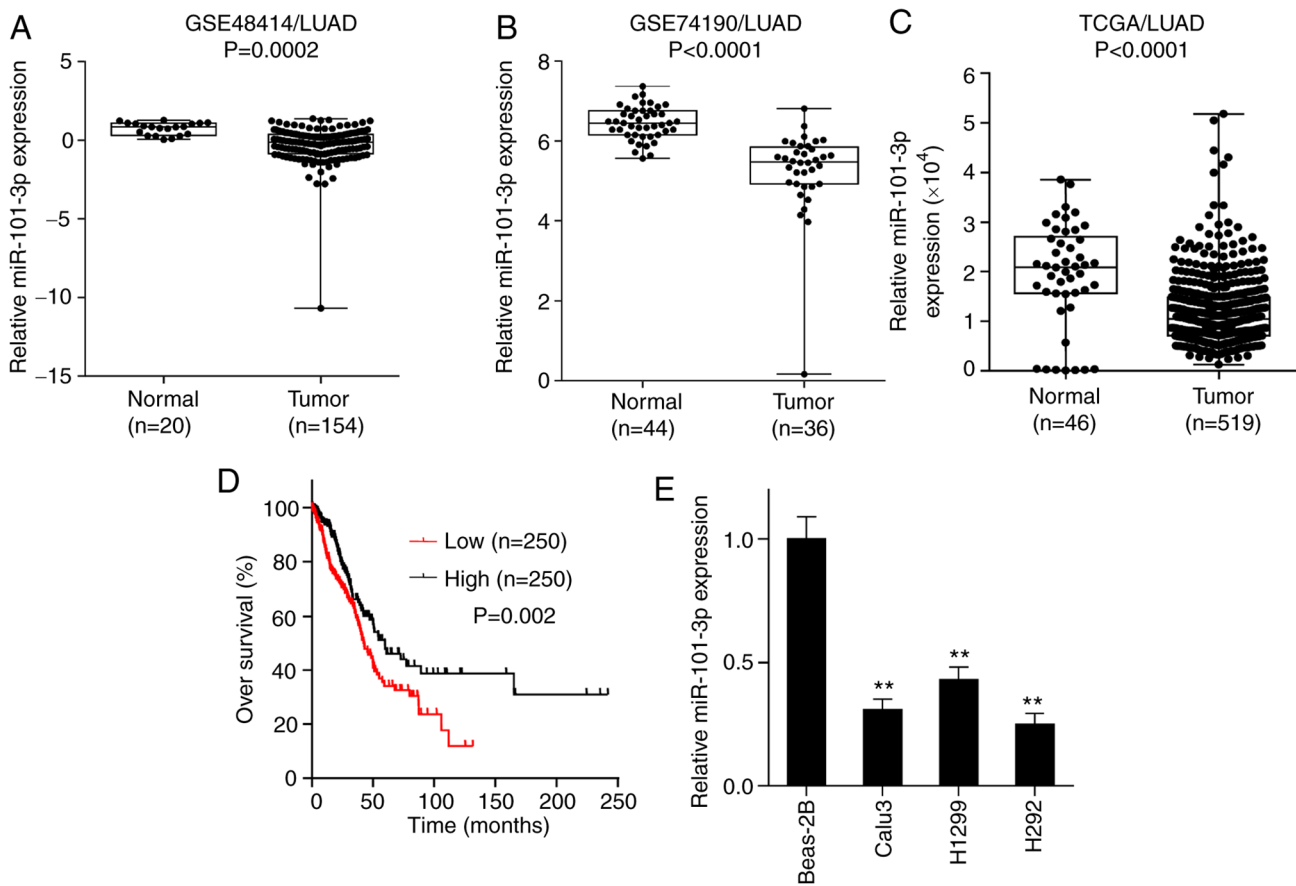 A
GSE48414/LUAD
P=0.0002
Relative miR-101-3p expression
5
0
−5
−10
−15
Normal
(n=20)
Tumor
(n=154)
B
GSE74190/LUAD
P<0.0001
Relative miR-101-3p expression
8
6
4
2
0
Normal
(n=44)
Tumor
(n=36)
C
TCGA/LUAD
P<0.0001
Relative miR-101-3p
expression (×10⁴)
6
5
4
3
2
1
0
Normal
(n=46)
Tumor
(n=519)
D
Over survival (%)
100
80
60
40
20
0
Low (n=250)
High (n=250)
P=0.002
0 50 100 150 200 250
Time (months)
E
Relative miR-101-3p expression
1.0
0.5
0.0
**
**
**
Beas-2B
Calu3
H1299
H292